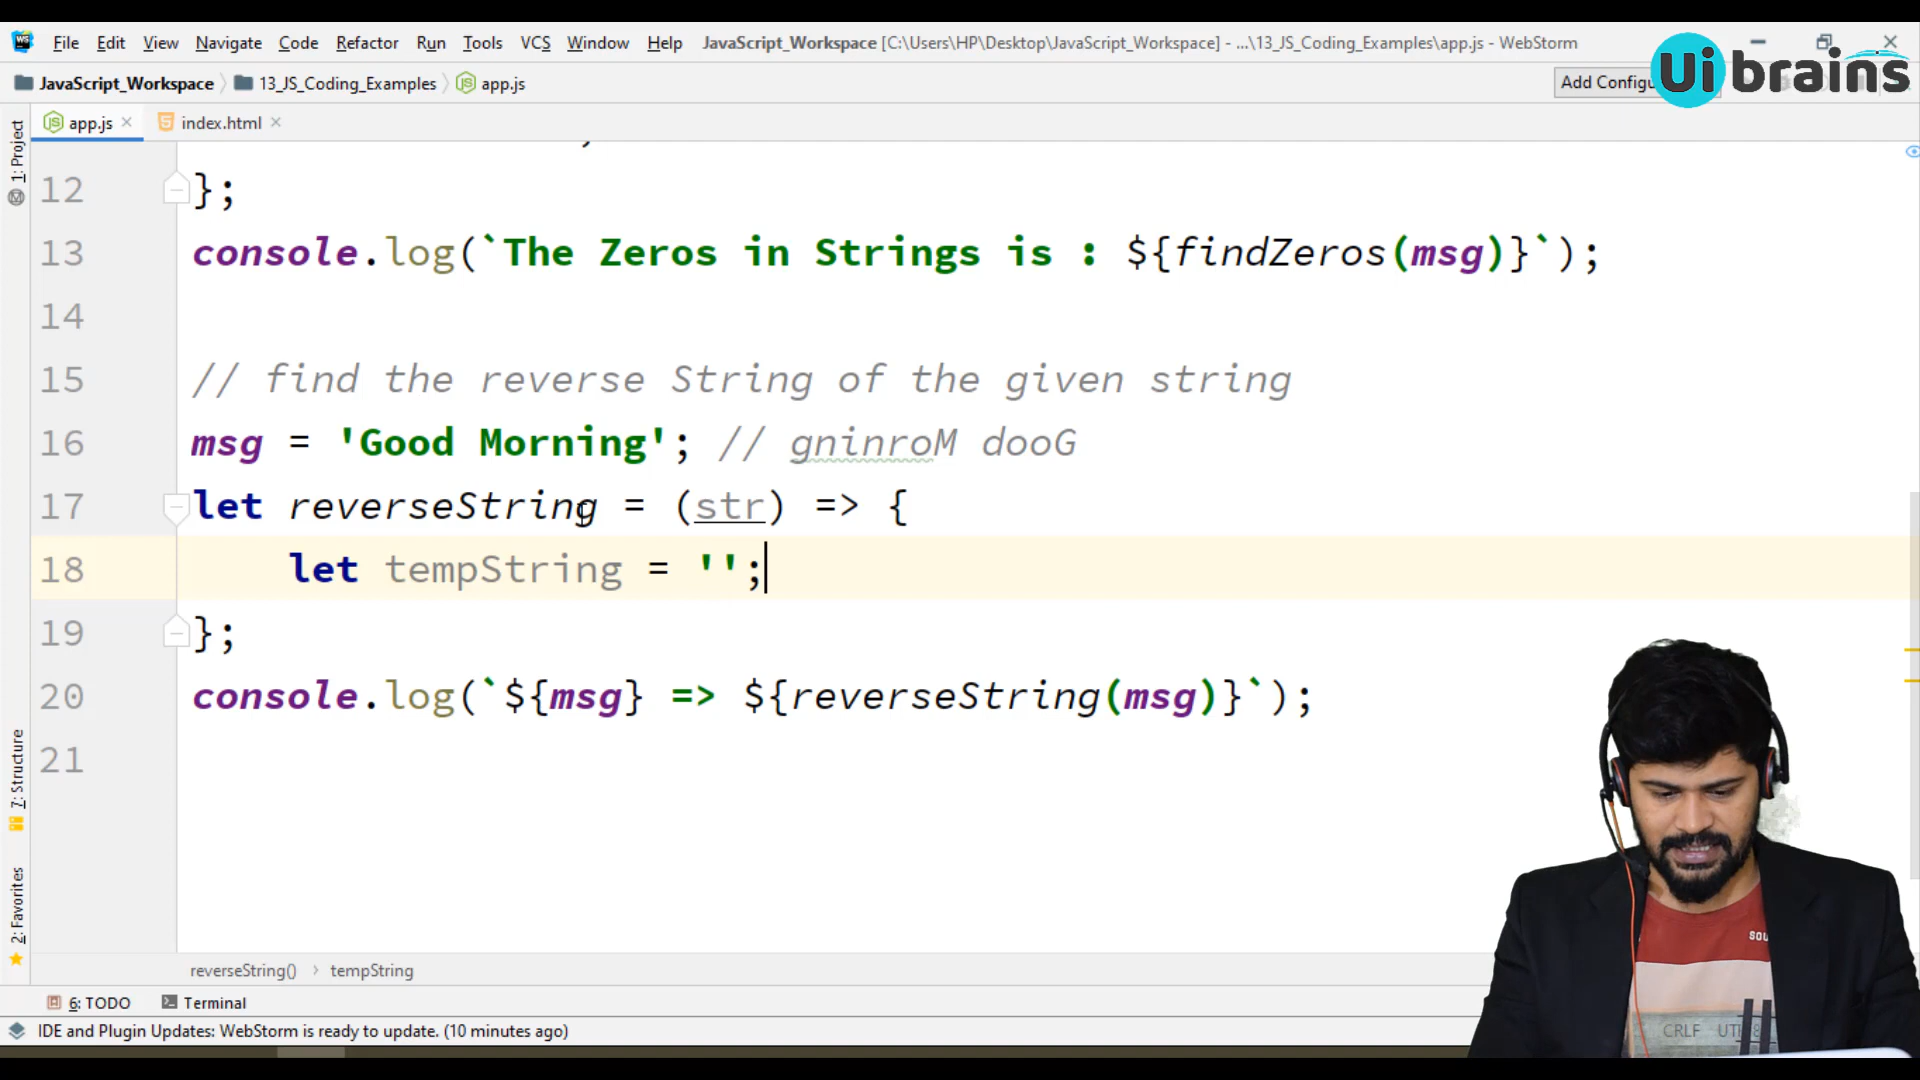 File Edit View Navigate Code Refactor Run Tools VCS Window Help JavaScript_Workspace [C:\Users\HP\Desktop\JavaScript_Workspace] - ...\13_JS_Coding_Examples\app.js - WebStorm
JavaScript_Workspace 13_JS_Coding_Examples app.js Add Configu
Ui brains
app.js index.html
1: Project
12 };
13 console.log(`The Zeros in Strings is : ${findZeros(msg)}`);
14
15 // find the reverse String of the given string
16 msg = 'Good Morning'; // gninroM dooG
17 let reverseString = (str) => {
18 let tempString = '';
19 };
20 console.log(`${msg} => ${reverseString(msg)}`);
21
7: Structure
2: Favorites
reverseString() › tempString
6: TODO Terminal
IDE and Plugin Updates: WebStorm is ready to update. (10 minutes ago)
CRLF
SOU